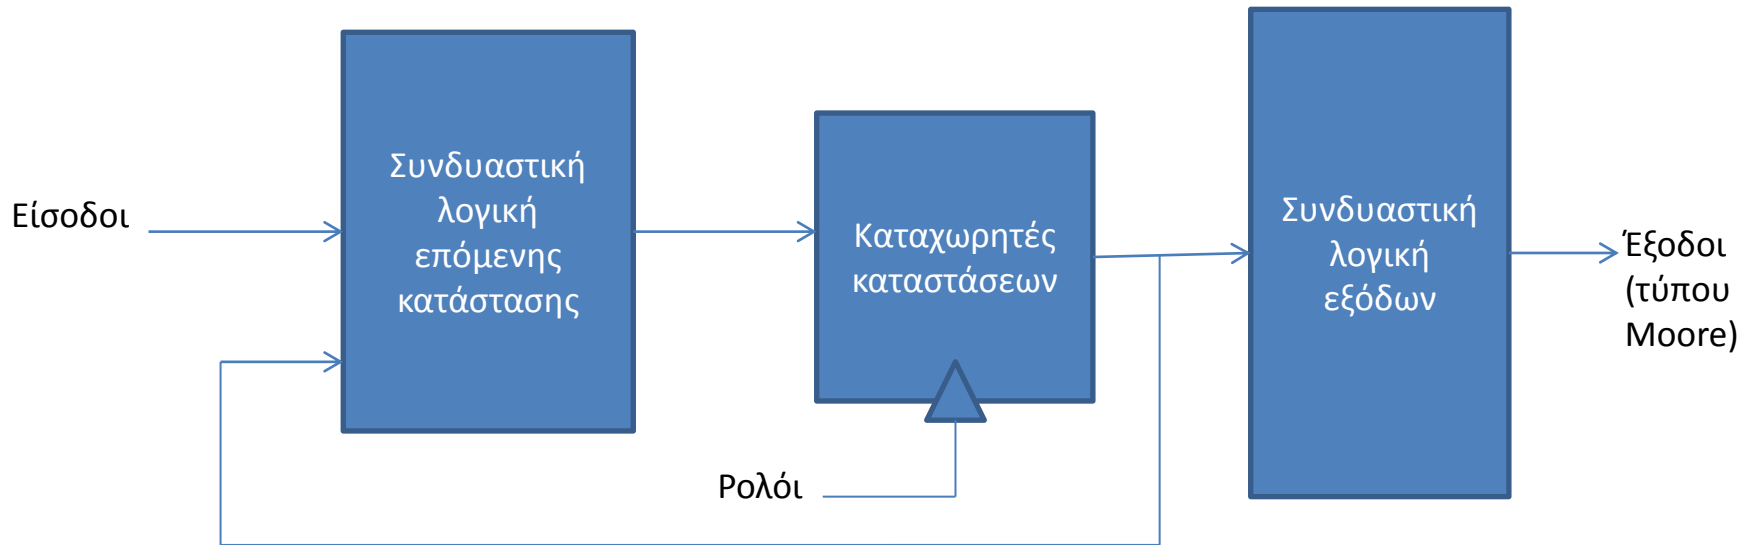 Είσοδοι
Συνδυαστική
λογική
επόμενης
κατάστασης
Καταχωρητές
καταστάσεων
Ρολόι
Συνδυαστική
λογική
εξόδων
Έξοδοι
(τύπου
Moore)